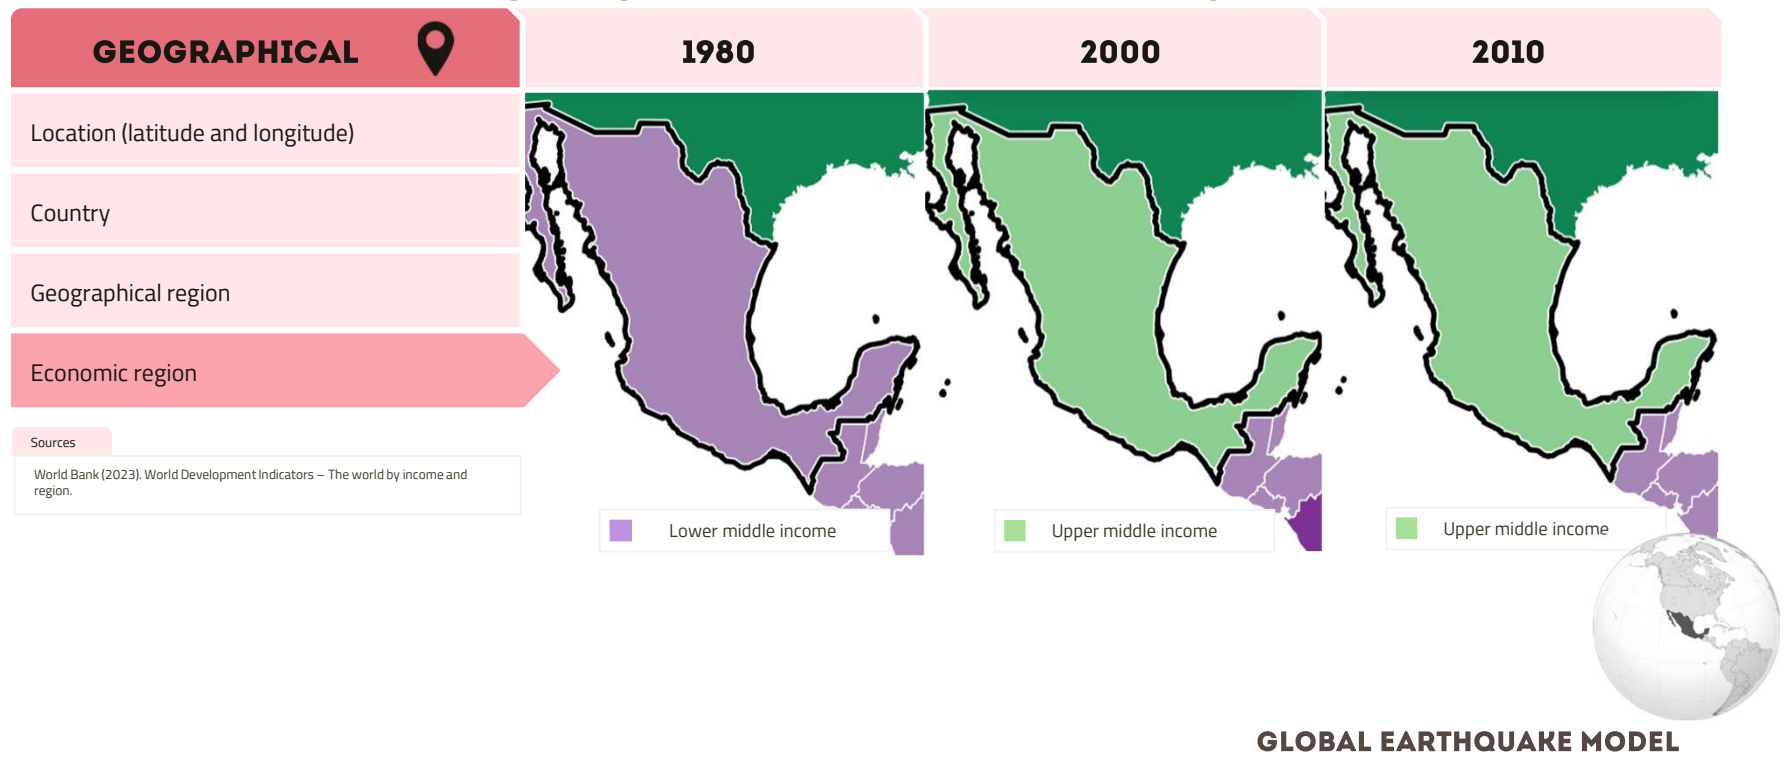 GEOGRAPHICAL
1980
2000
2010
Location (latitude and longitude)
Country
Geographical region
Economic region
Sources
World Bank (2023). World Development Indicators – The world by income and
region.
Lower middle income
Upper middle income
Upper middle income
GLOBAL EARTHQUAKE MODEL